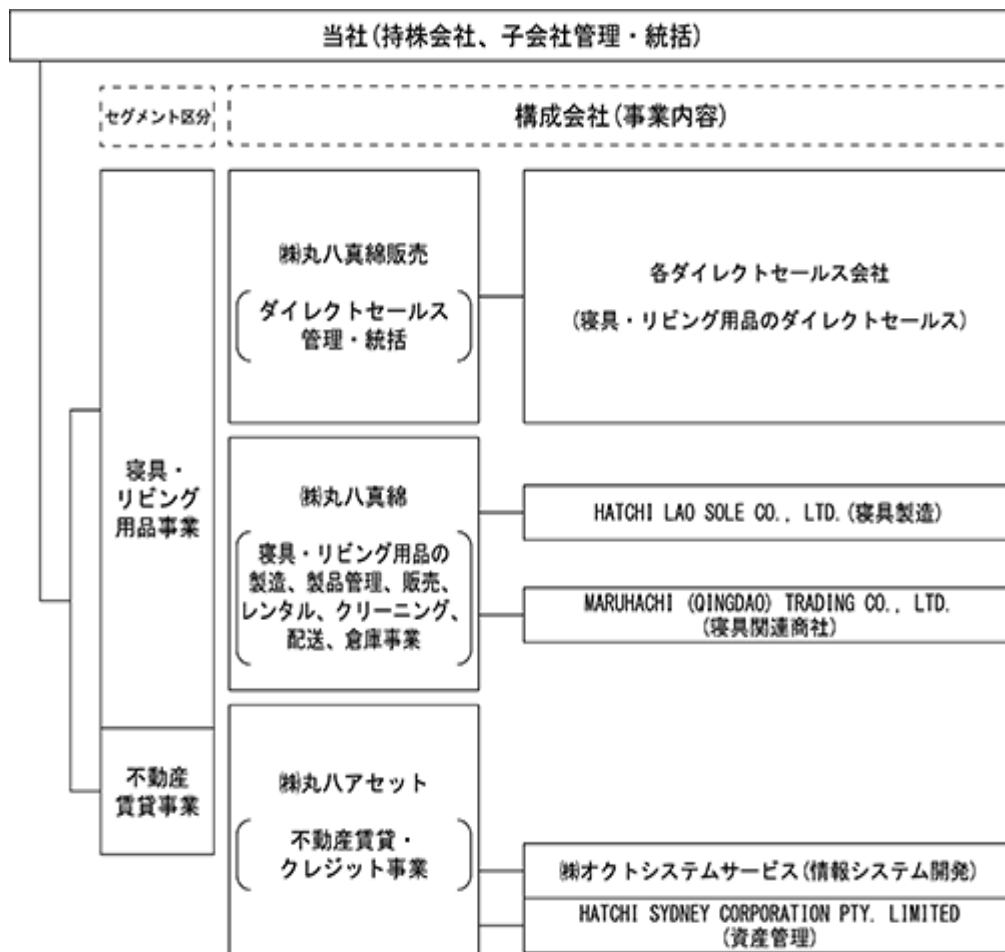 当社(持株会社、子会社管理・統括)
セグメント区分
構成会社(事業内容)
寝具・
リビング
用品事業
㈱丸八真綿販売
ダイレクトセールス
管理・統括
各ダイレクトセールス会社
(寝具・リビング用品のダイレクトセールス)
㈱丸八真綿
寝具・リビング用品の
製造、製品管理、販売、
レンタル、クリーニング、
配送、倉庫事業
HATCHI LAO SOLE CO., LTD.(寝具製造)
MARUHACHI (QINGDAO) TRADING CO., LTD.
(寝具関連商社)
不動産
賃貸事業
㈱丸八アセット
不動産賃貸・
クレジット事業
㈱オクトシステムサービス(情報システム開発)
HATCHI SYDNEY CORPORATION PTY. LIMITED
(資産管理)